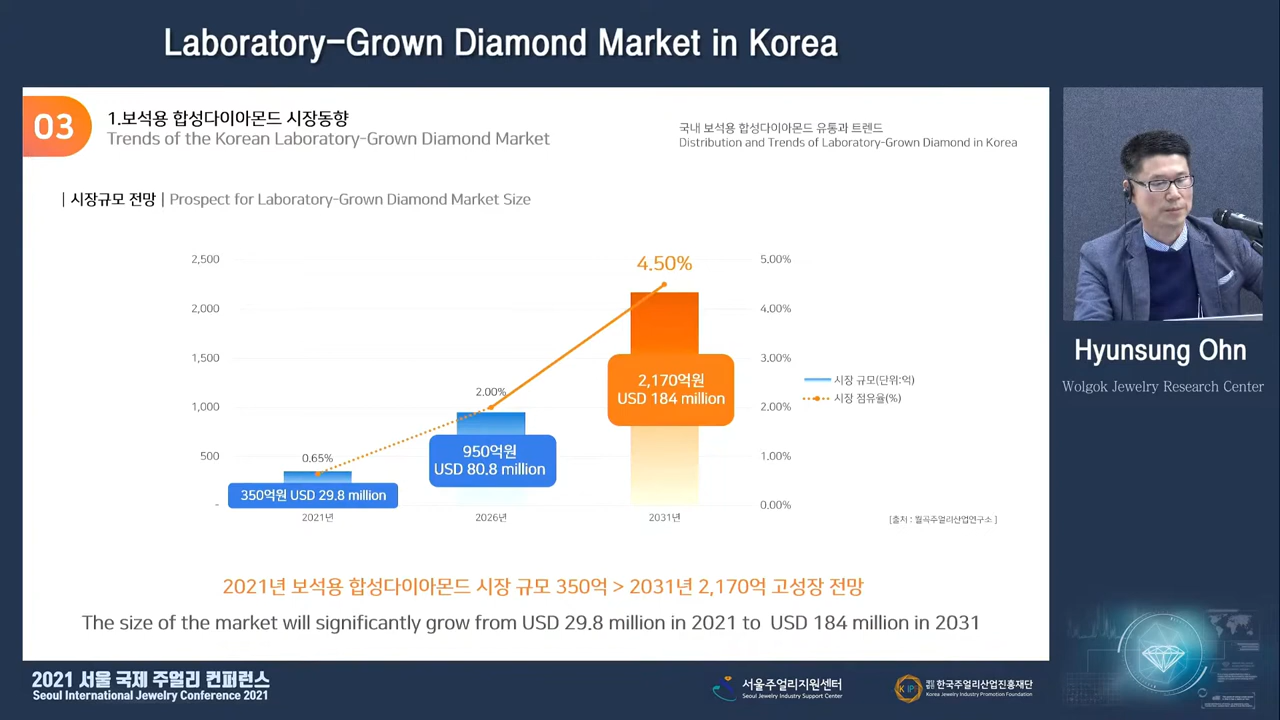 Laboratory-Grown Diamond Market in Korea
03
1.보석용 합성다이아몬드 시장동향
Trends of the Korean Laboratory-Grown Diamond Market
국내 보석용 합성다이아몬드 유통과 트렌드
Distribution and Trends of Laboratory-Grown Diamond in Korea
| 시장규모 전망 | Prospect for Laboratory-Grown Diamond Market Size
2,500
2,000
1,500
1,000
500
-
5.00%
4.00%
3.00%
2.00%
1.00%
0.00%
0.65%
2.00%
4.50%
350억원 USD 29.8 million
950억원
USD 80.8 million
2,170억원
USD 184 million
2021년
2026년
2031년
시장 규모(단위:억)
시장 점유율(%)
[출처 : 월곡주얼리산업연구소 ]
2021년 보석용 합성다이아몬드 시장 규모 350억 > 2031년 2,170억 고성장 전망
The size of the market will significantly grow from USD 29.8 million in 2021 to USD 184 million in 2031
Hyunsung Ohn
Wolgok Jewelry Research Center
2021 서울 국제 주얼리 컨퍼런스
Seoul International Jewelry Conference 2021
서울주얼리지원센터
Seoul Jewelry Industry Support Center
재단법인 한국주얼리산업진흥재단
Korea Jewelry Industry Promotion Foundation